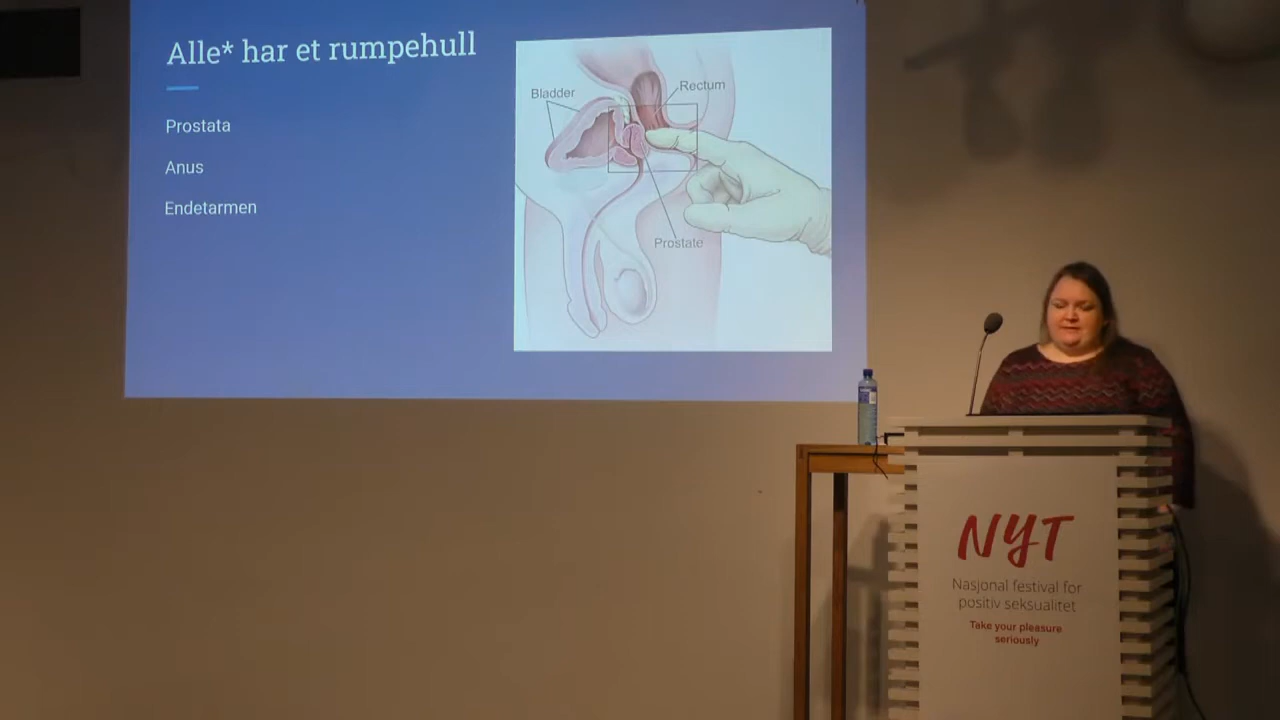 Alle* har et rumpehull
Prostata
Anus
Endetarmen
Bladder
Rectum
Prostate
NYT
Nasjonal festival for
positiv seksualitet
Take your pleasure
seriously